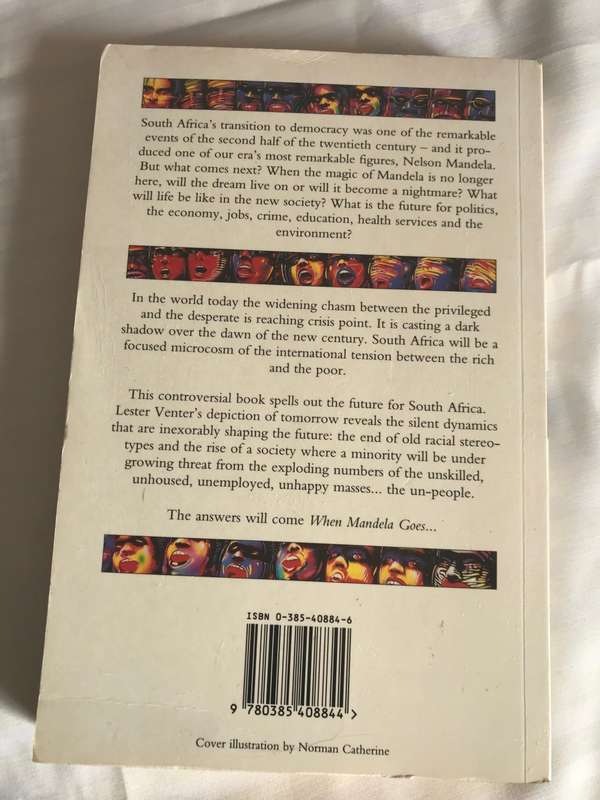 South Africa's transition to democracy was one of the remarkable
events of the second half of the twentieth century – and it pro-
duced one of our era's most remarkable figures, Nelson Mandela.
But what comes next? When the magic of Mandela is no longer
here, will the dream live on or will it become a nightmare? What
will life be like in the new society? What is the future for politics,
the economy, jobs, crime, education, health services and the
environment?
In the world today the widening chasm between the privileged
and the desperate is reaching crisis point. It is casting a dark
shadow over the dawn of the new century. South Africa will be a
focused microcosm of the international tension between the rich
and the poor.
This controversial book spells out the future for South Africa.
Lester Venter's depiction of tomorrow reveals the silent dynamics
that are inexorably shaping the future: the end of old racial stereo-
types and the rise of a society where a minority will be under
growing threat from the exploding numbers of the unskilled,
unhoused, unemployed, unhappy masses... the un-people.
The answers will come When Mandela Goes...
ISBN 0-385-40884-6
9 780385 408844 >
Cover illustration by Norman Catherine